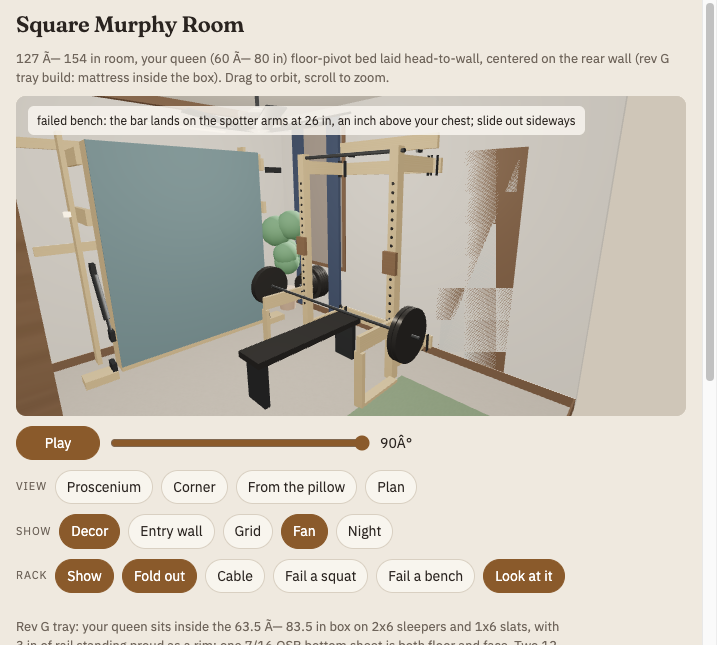 Square Murphy Room
127 Ã— 154 in room, your queen (60 Ã— 80 in) floor-pivot bed laid head-to-wall, centered on the rear wall (rev G
tray build: mattress inside the box). Drag to orbit, scroll to zoom.
failed bench: the bar lands on the spotter arms at 26 in, an inch above your chest; slide out sideways
Play 90Â°
VIEW Proscenium Corner From the pillow Plan
SHOW Decor Entry wall Grid Fan Night
RACK Show Fold out Cable Fail a squat Fail a bench Look at it
Rev G tray: your queen sits inside the 63.5 Ã— 83.5 in box on 2x6 sleepers and 1x6 slats, with
3 in of rail standing proud as a rim; one 7/16 OSB bottom sheet is both floor and face. Two 12